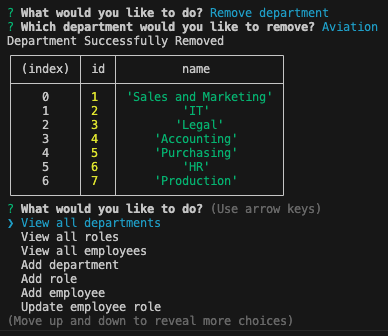 ? What would you like to do? Remove department
? Which department would you like to remove? Aviation
Department Successfully Removed
(index) id name
0 1 'Sales and Marketing'
1 2 'IT'
2 3 'Legal'
3 4 'Accounting'
4 5 'Purchasing'
5 6 'HR'
6 7 'Production'
? What would you like to do? (Use arrow keys)
❯ View all departments
View all roles
View all employees
Add department
Add role
Add employee
Update employee role
(Move up and down to reveal more choices)